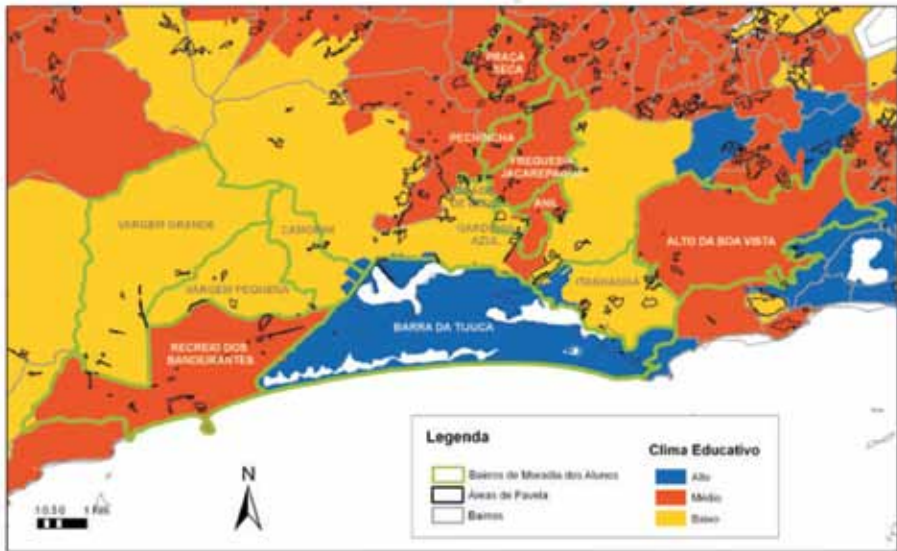 PRAÇA
SECA
PECHINCHA
FREGUESIA
JACAREPAGUÁ
ANIL
VARGEM GRANDE
CAMORIM
AZUL
ALTO DA BOA VISTA
VARGEM PEQUENA
ITANHANGÁ
BARRA DA TIJUCA
RECREIO DOS
BANDEIRANTES
N
Legenda
Bairros de Moradia dos Alunos
Áreas de Favela
Bairros
Clima Educativo
Alto
Médio
Baixo